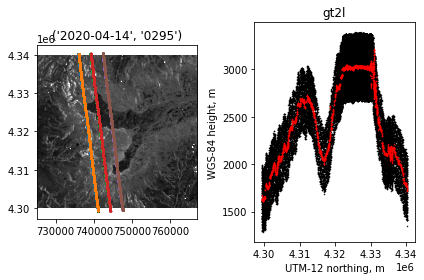 1e6
('2020-04-14', '0295')
4.34
4.33
4.32
4.31
4.30
730000 740000 750000 760000
gt2l
WGS-84 height, m
3000
2500
2000
1500
4.30 4.31 4.32 4.33 4.34
UTM-12 northing, m 1e6